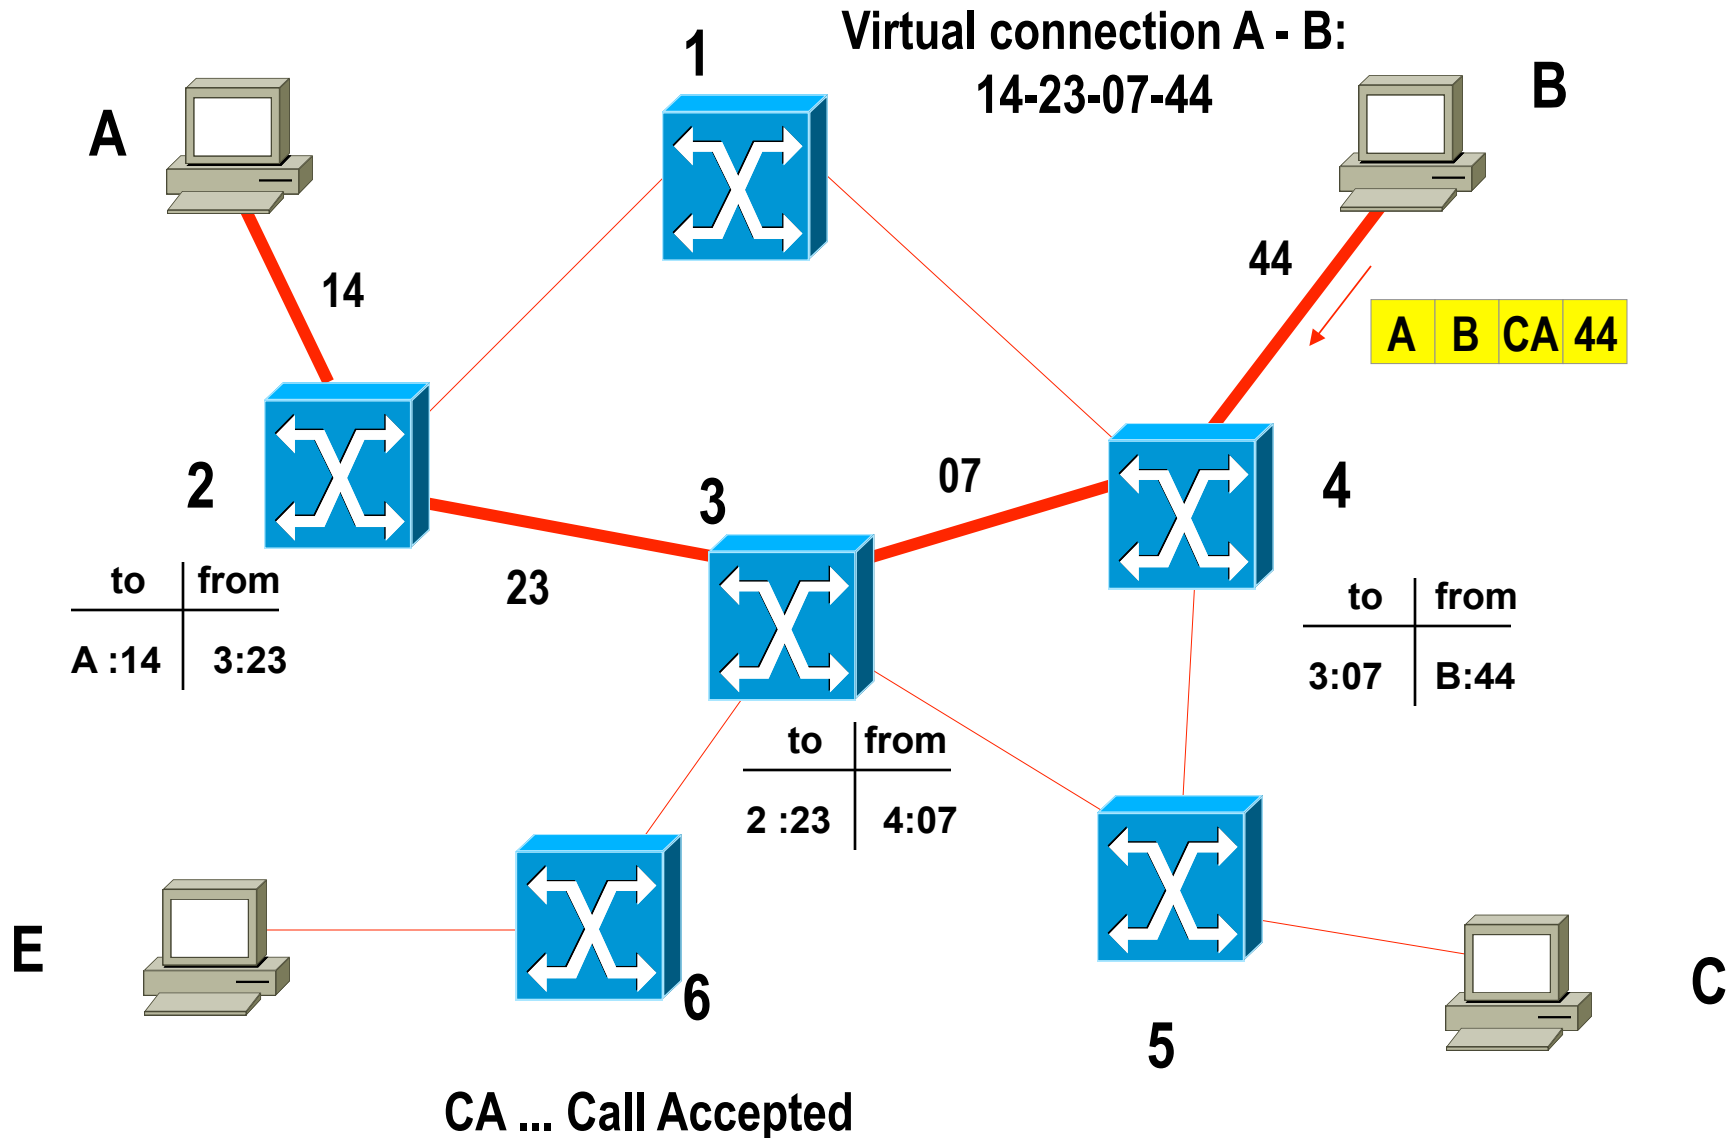 Virtual connection A - B:
14-23-07-44
1
A
B
14
44
A B CA 44
2
3
07
4
23
to from
A :14 3:23
to from
3:07 B:44
to from
2 :23 4:07
E
6
C
5
CA ... Call Accepted